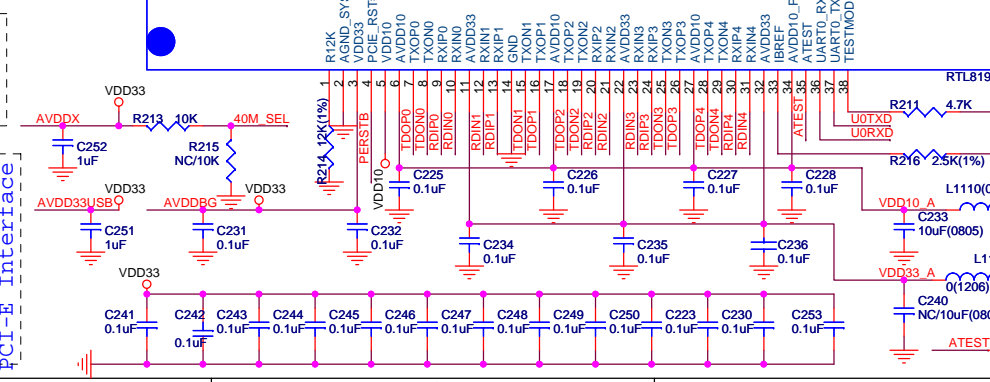 R12K
AGND_SYS
VDD33
PCIE_RST
VDD10
AVDD10
TXOP0
TXON0
RXIP0
RXIN0
AVDD33
RXIN1
RXIP1
GND
TXON1
TXOP1
AVDD10
TXOP2
TXON2
RXIP2
RXIN2
AVDD33
RXIN3
RXIP3
TXON3
TXOP3
AVDD10
TXOP4
TXON4
RXIP4
RXIN4
AVDD33
IBREF
AVDD10_P
ATEST
UART0_RX
UART0_TX
TESTMOD
1 2 3 4 5 6 7 8 9 10 11 12 13 14 15 16 17 18 19 20 21 22 23 24 25 26 27 28 29 30 31 32 33 34 35 36 37 38
RTL819
VDD33
AVDDX
R213 10K
40M_SEL
C252
1uF
R215
NC/10K
R214 12K(1%)
PERSTB
VDD10
TDOP0
TDON0
RDIP0
RDIN0
RDIN1
RDIP1
TDON1
TDOP1
TDOP2
TDON2
RDIP2
RDIN2
RDIN3
RDIP3
TDON3
TDOP3
TDOP4
TDON4
RDIP4
RDIN4
ATEST
R211 4.7K
U0TXD
U0RXD
R216 2.5K(1%)
VDD33 VDD33
AVDD33USB AVDDBG
C251
1uF
C231
0.1uF
C232
0.1uF
C225
0.1uF
C226
0.1uF
C227
0.1uF
C228
0.1uF
L1110(0
VDD10_A
C233
10uF(0805)
C234
0.1uF
C235
0.1uF
C236
0.1uF
L11
VDD33_A
0(1206)
C240
NC/10uF(080
ATEST
PCI-E Interface
VDD33
C241
0.1uF
C242
0.1uF
C243
0.1uF
C244
0.1uF
C245
0.1uF
C246
0.1uF
C247
0.1uF
C248
0.1uF
C249
0.1uF
C250
0.1uF
C223
0.1uF
C230
0.1uF
C253
0.1uF